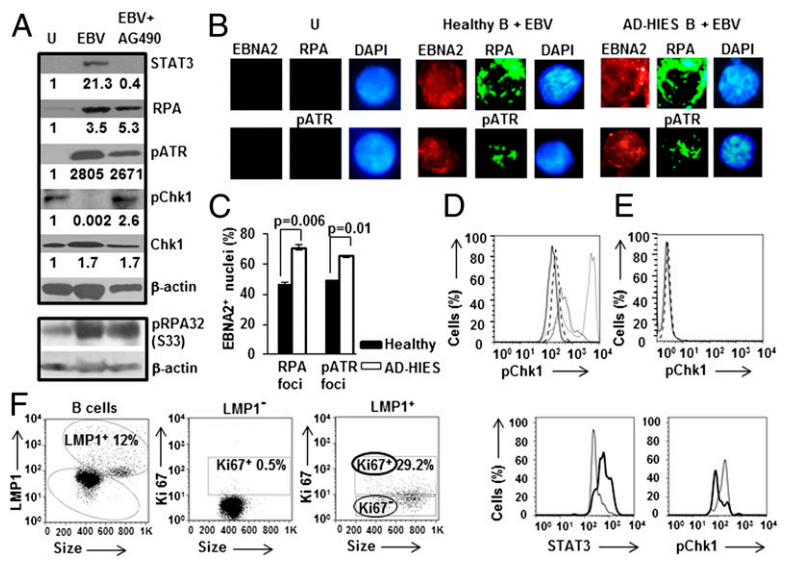 A
U EBV EBV+ AG490
STAT3
1 21.3 0.4
RPA
1 3.5 5.3
pATR
1 2805 2671
pChk1
1 0.002 2.6
Chk1
1 1.7 1.7
β-actin
pRPA32 (S33)
β-actin
B
U Healthy B + EBV AD-HIES B + EBV
EBNA2 RPA DAPI EBNA2 RPA DAPI EBNA2 RPA DAPI
pATR pATR pATR
C
p=0.006 p=0.01
EBNA2⁺ nuclei (%)
80
60
40
20
0
RPA foci pATR foci
Healthy
AD-HIES
D
Cells (%)
100
80
60
40
20
0
10⁰ 10¹ 10² 10³ 10⁴
pChk1
E
Cells (%)
100
80
60
40
20
0
10⁰ 10¹ 10² 10³ 10⁴
pChk1
F
B cells
LMP1⁺ 12%
LMP1
10⁴
10³
10²
10¹
10⁰
0 200 400 600 800 1K
Size
LMP1⁻
Ki67⁺ 0.5%
Ki 67
10⁴
10³
10²
10¹
10⁰
0 200 400 600 800 1K
Size
LMP1⁺
Ki67⁺ 29.2%
Ki67⁻
Ki 67
10⁴
10³
10²
10¹
10⁰
0 200 400 600 800 1K
Size
Cells (%)
100
80
60
40
20
0
10⁰ 10¹ 10² 10³ 10⁴
STAT3
Cells (%)
100
80
60
40
20
0
10⁰ 10¹ 10² 10³ 10⁴
pChk1